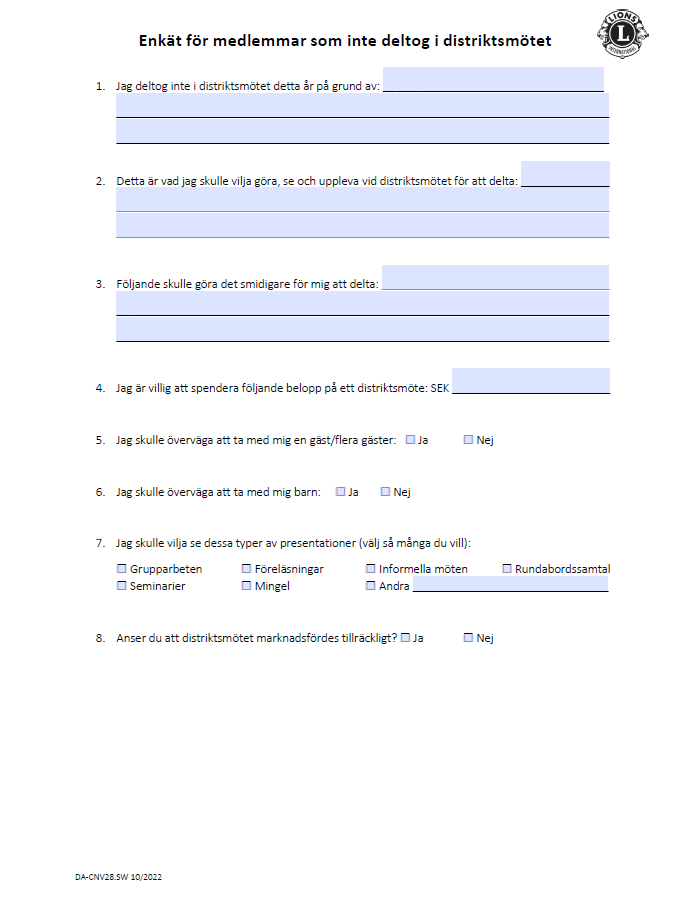 Enkät för medlemmar som inte deltog i distriktsmötet
LIONS
L
INTERNATIONAL
1. Jag deltog inte i distriktsmötet detta år på grund av:
2. Detta är vad jag skulle vilja göra, se och uppleva vid distriktsmötet för att delta:
3. Följande skulle göra det smidigare för mig att delta:
4. Jag är villig att spendera följande belopp på ett distriktsmöte: SEK
5. Jag skulle överväga att ta med mig en gäst/flera gäster: Ja Nej
6. Jag skulle överväga att ta med mig barn: Ja Nej
7. Jag skulle vilja se dessa typer av presentationer (välj så många du vill):
Grupparbeten Föreläsningar Informella möten Rundabordssamtal
Seminarier Mingel Andra
8. Anser du att distriktsmötet marknadsfördes tillräckligt? Ja Nej
DA-CNV28.SW 10/2022